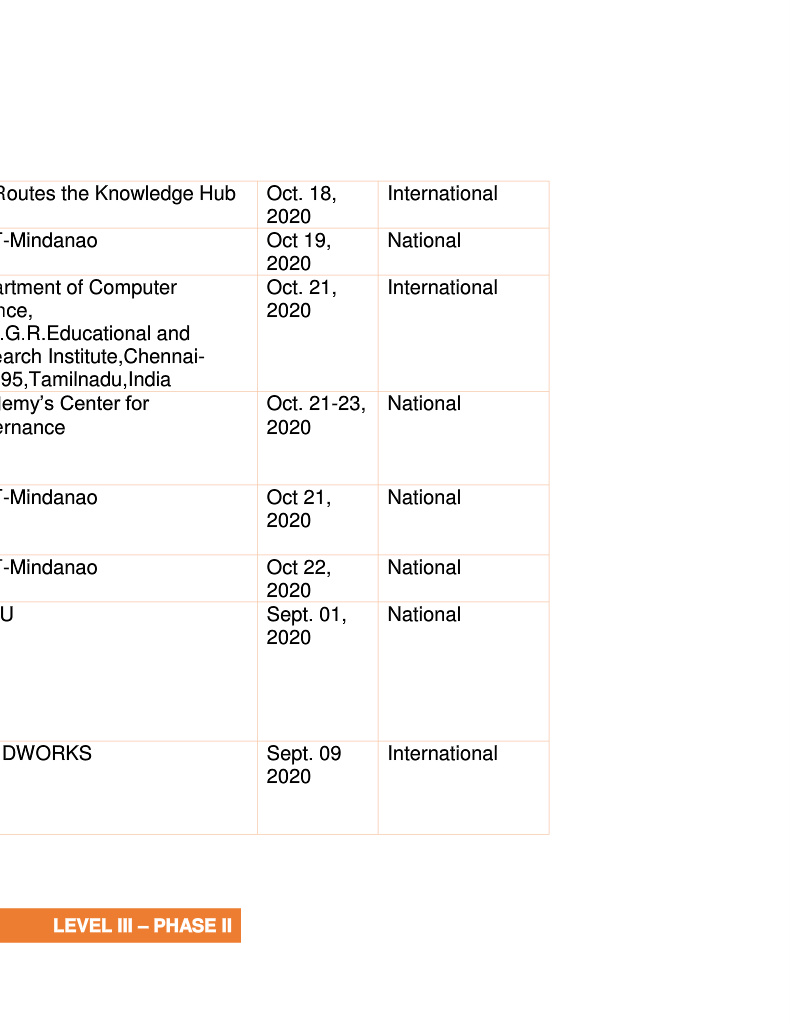 Routes the Knowledge Hub Oct. 18, International
2020
T-Mindanao Oct 19, National
2020
artment of Computer Oct. 21, International
nce, 2020
.G.R.Educational and
earch Institute,Chennai-
95,Tamilnadu,India
lemy’s Center for Oct. 21-23, National
ernance 2020
T-Mindanao Oct 21, National
2020
T-Mindanao Oct 22, National
2020
U Sept. 01, National
2020
DWORKS Sept. 09 International
2020
LEVEL III – PHASE II